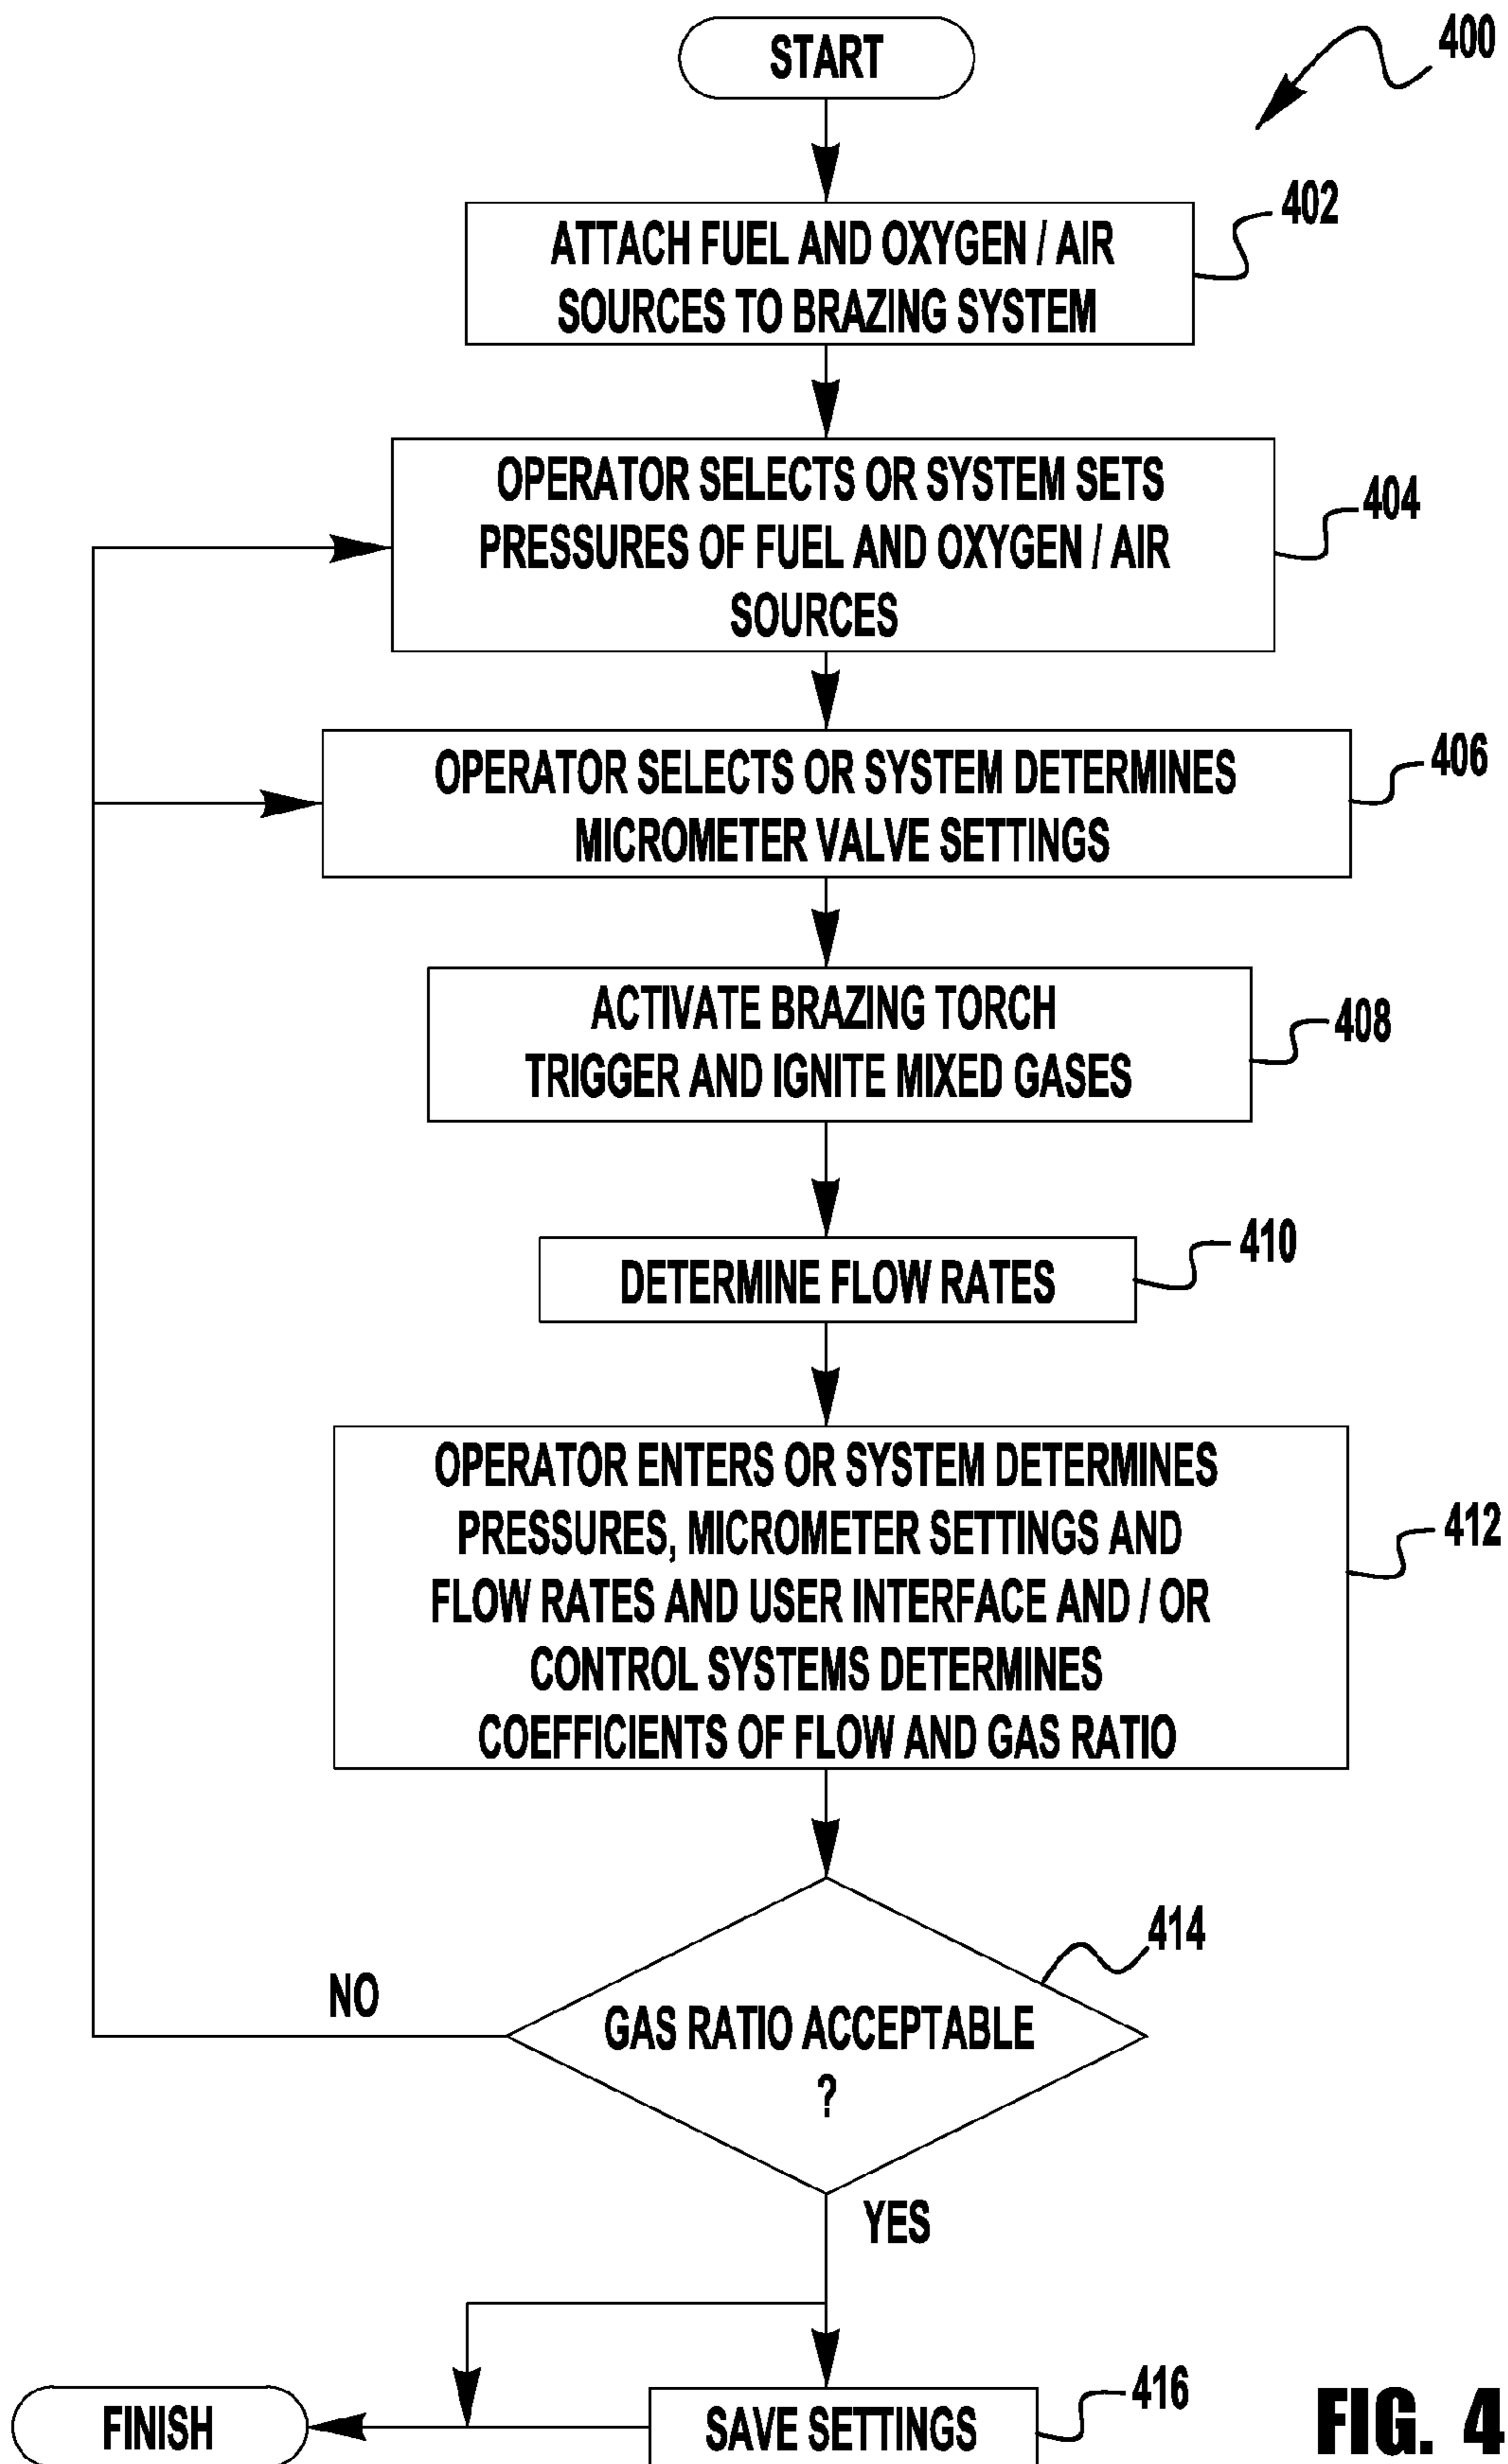 START
400
ATTACH FUEL AND OXYGEN / AIR
SOURCES TO BRAZING SYSTEM
402
OPERATOR SELECTS OR SYSTEM SETS
PRESSURES OF FUEL AND OXYGEN / AIR
SOURCES
404
OPERATOR SELECTS OR SYSTEM DETERMINES
MICROMETER VALVE SETTINGS
406
ACTIVATE BRAZING TORCH
TRIGGER AND IGNITE MIXED GASES
408
DETERMINE FLOW RATES
410
OPERATOR ENTERS OR SYSTEM DETERMINES
PRESSURES, MICROMETER SETTINGS AND
FLOW RATES AND USER INTERFACE AND / OR
CONTROL SYSTEMS DETERMINES
COEFFICIENTS OF FLOW AND GAS RATIO
412
GAS RATIO ACCEPTABLE
?
414
NO
YES
SAVE SETTINGS
416
FINISH
FIG. 4